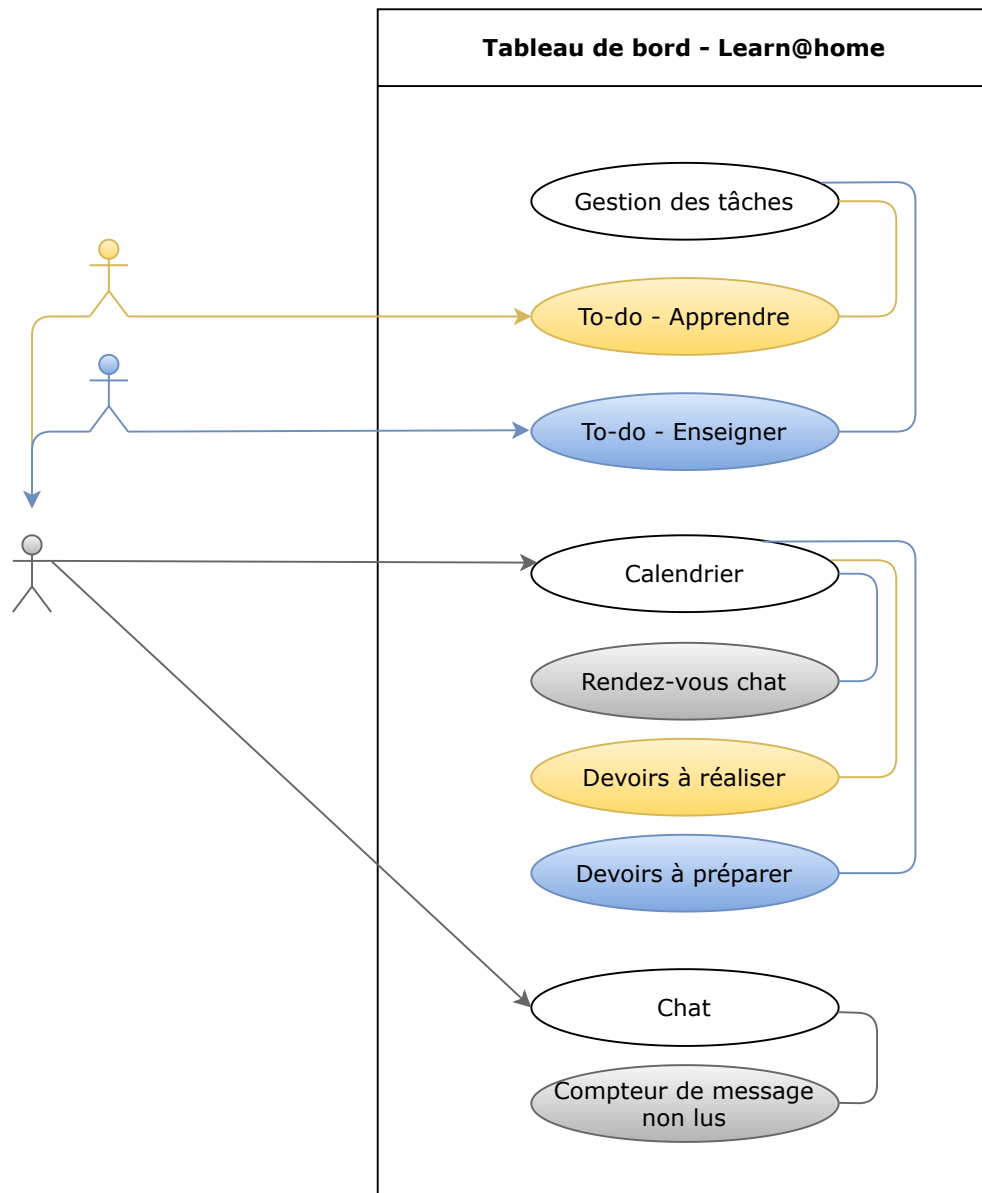 Tableau de bord - Learn@home
Gestion des tâches
To-do - Apprendre
To-do - Enseigner
Calendrier
Rendez-vous chat
Devoirs à réaliser
Devoirs à préparer
Chat
Compteur de message
non lus